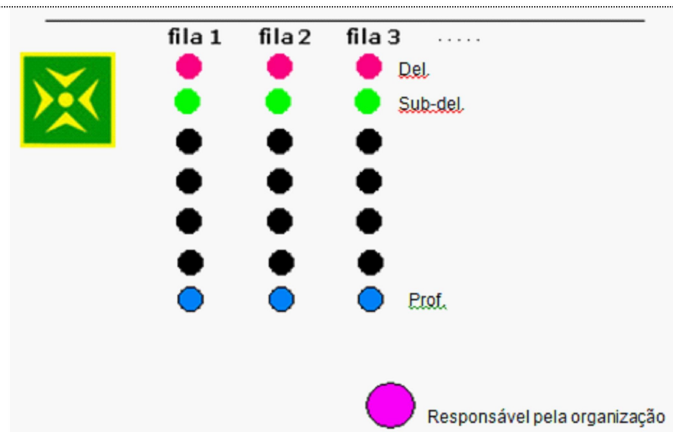 fila 1 fila 2 fila 3 .....
Del.
Sub-del.
Prof.
Responsável pela organização